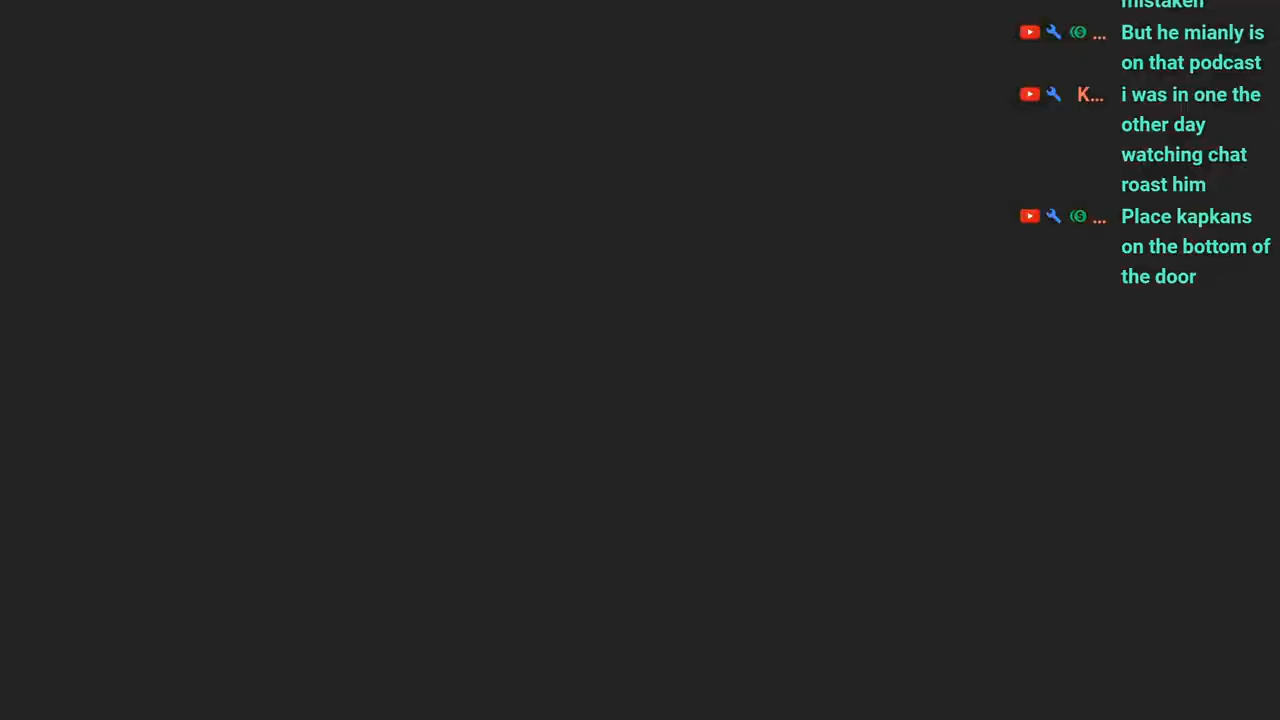 mistaken
... But he mianly is
on that podcast
K... i was in one the
other day
watching chat
roast him
... Place kapkans
on the bottom of
the door